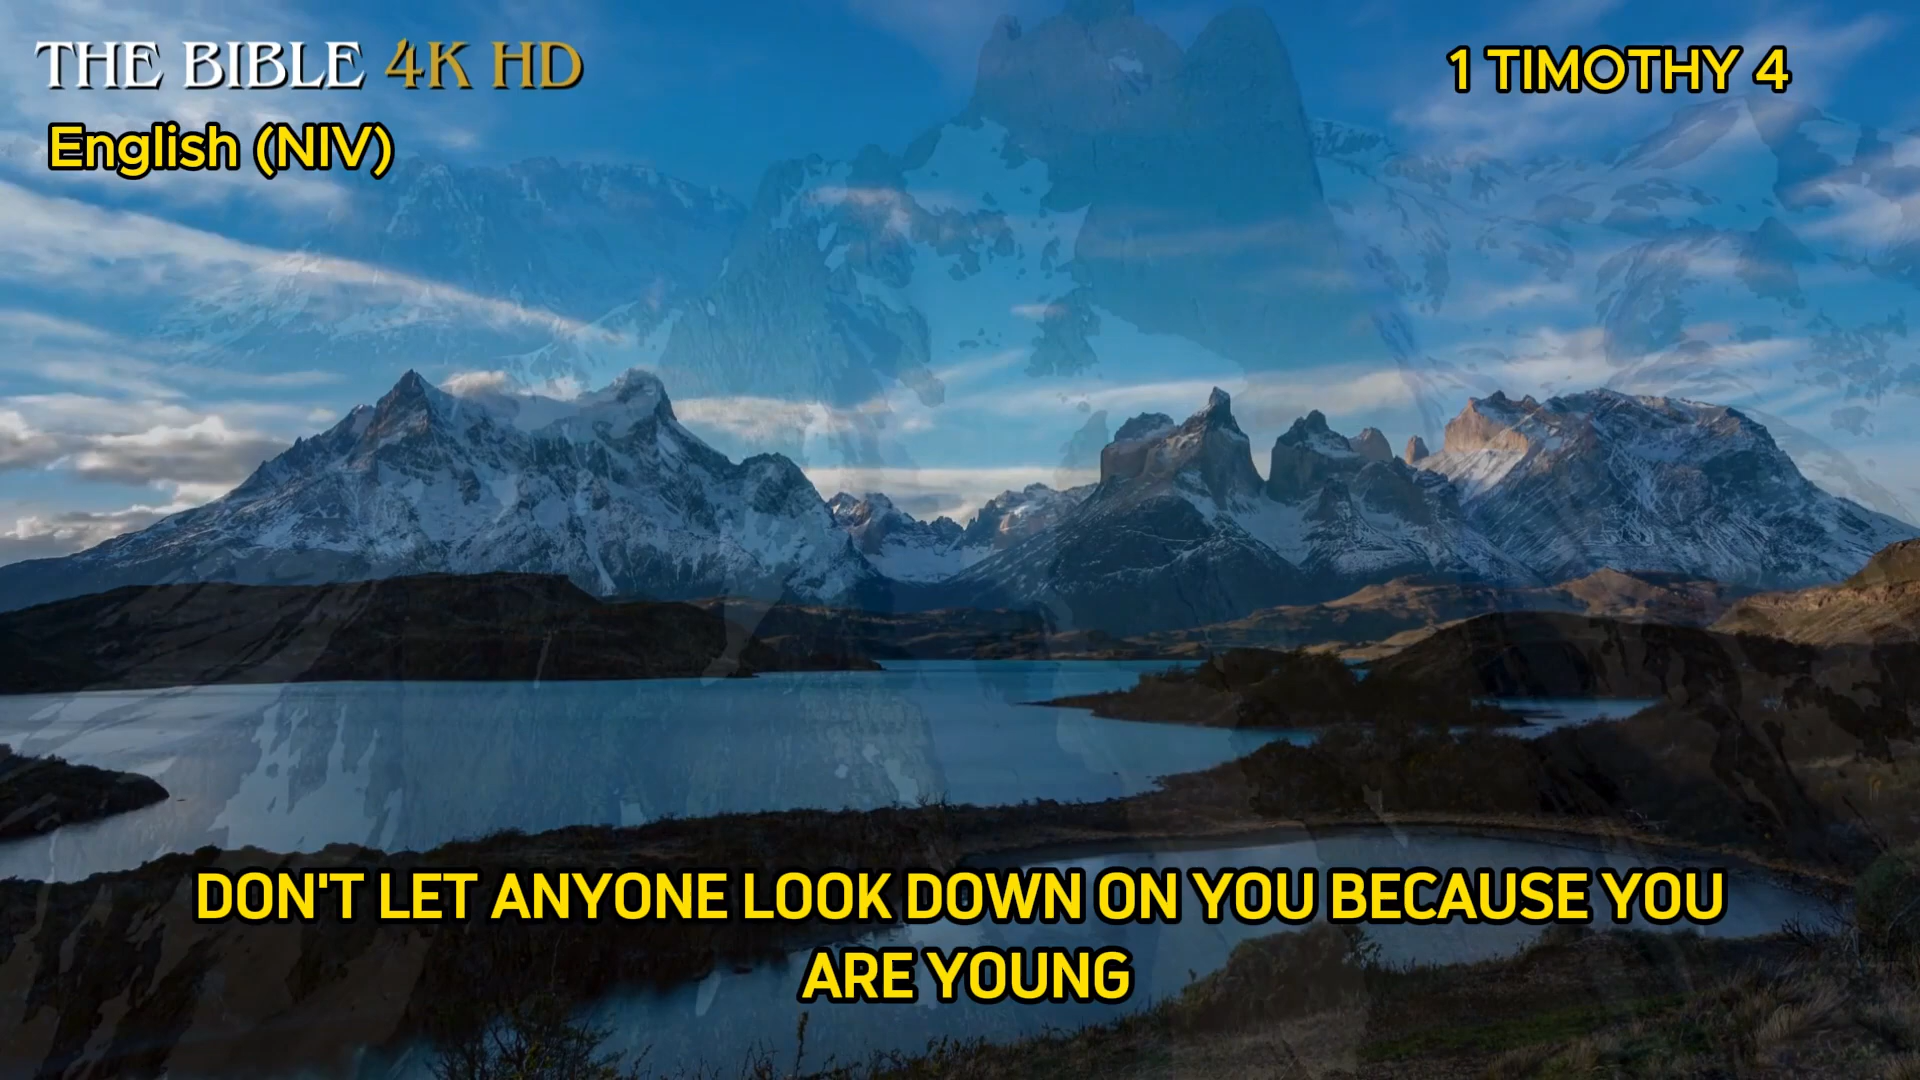 THE BIBLE 4K HD
1 TIMOTHY 4
English (NIV)
DON'T LET ANYONE LOOK DOWN ON YOU BECAUSE YOU
ARE YOUNG